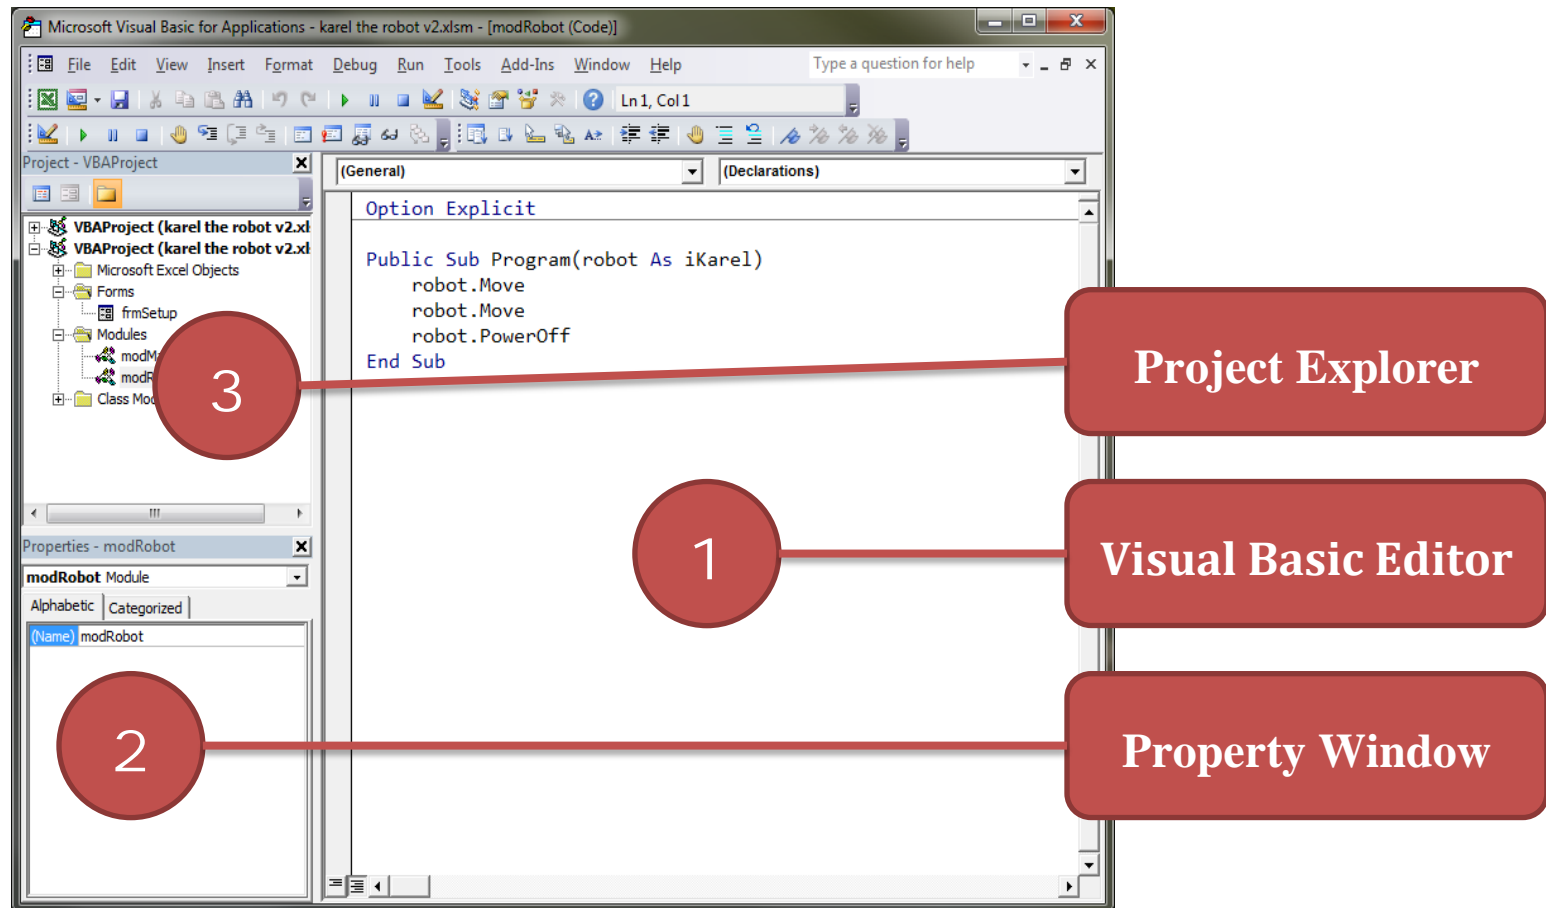 Microsoft Visual Basic for Applications - karel the robot v2.xlsm - [modRobot (Code)]
File Edit View Insert Format Debug Run Tools Add-Ins Window Help Type a question for help
Ln 1, Col 1
Project - VBAProject
(General) (Declarations)
VBAProject (karel the robot v2.xl
VBAProject (karel the robot v2.xl
Microsoft Excel Objects
Forms
frmSetup
Modules
modM
modR
Class Mod
Option Explicit
Public Sub Program(robot As iKarel)
robot.Move
robot.Move
robot.PowerOff
End Sub
3
Project Explorer
1
Visual Basic Editor
Properties - modRobot
modRobot Module
Alphabetic Categorized
(Name) modRobot
2
Property Window